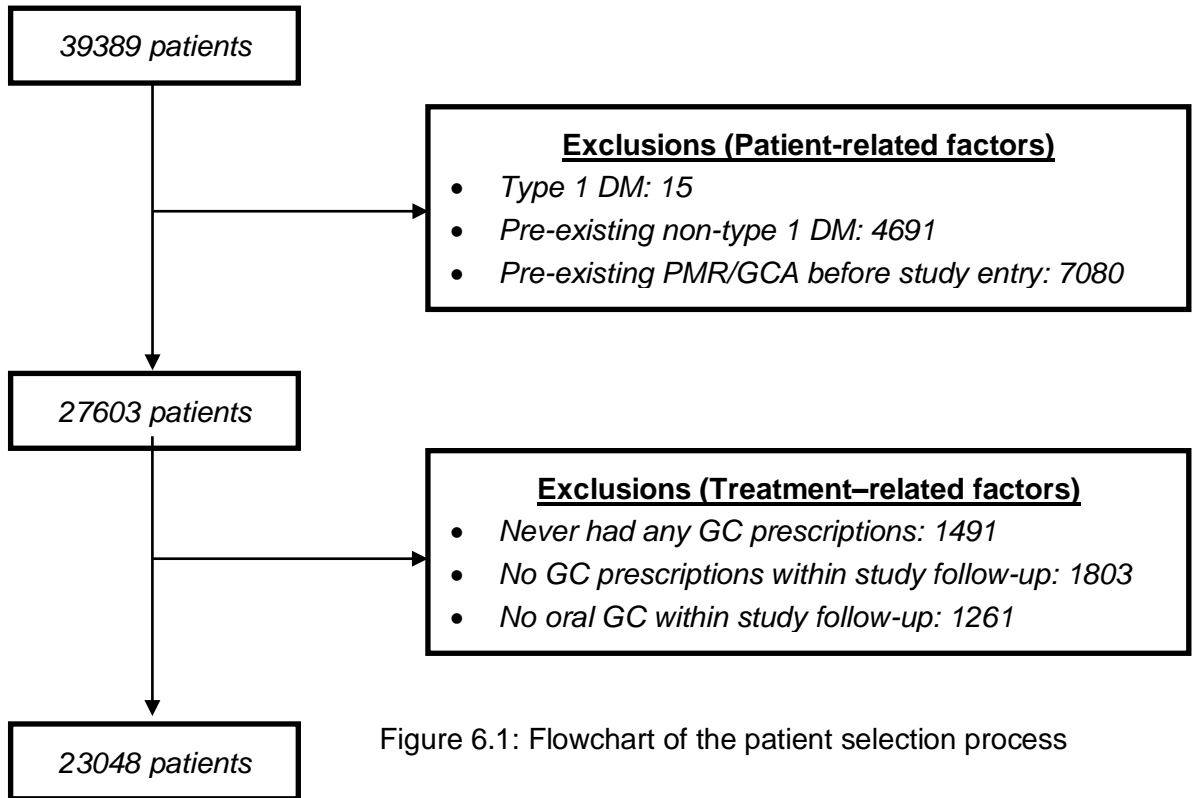 39389 patients
Exclusions (Patient-related factors)
• Type 1 DM: 15
• Pre-existing non-type 1 DM: 4691
• Pre-existing PMR/GCA before study entry: 7080
27603 patients
Exclusions (Treatment–related factors)
• Never had any GC prescriptions: 1491
• No GC prescriptions within study follow-up: 1803
• No oral GC within study follow-up: 1261
Figure 6.1: Flowchart of the patient selection process
23048 patients